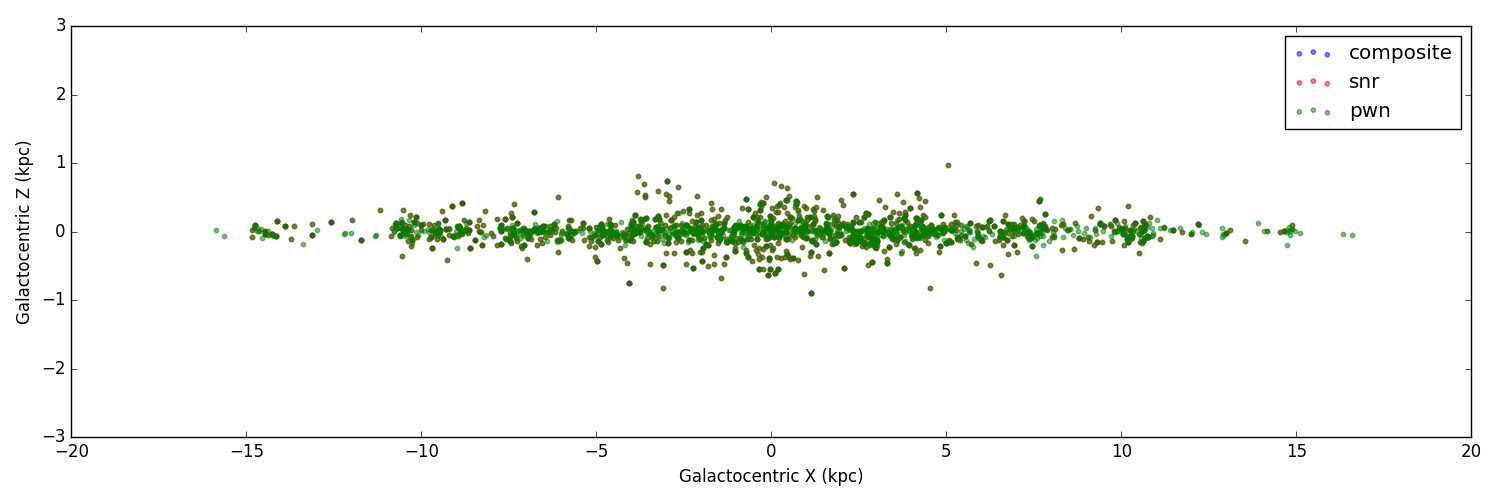 3
2
1
0
−1
−2
−3
Galactocentric Z (kpc)
composite
snr
pwn
−20 −15 −10 −5 0 5 10 15 20
Galactocentric X (kpc)